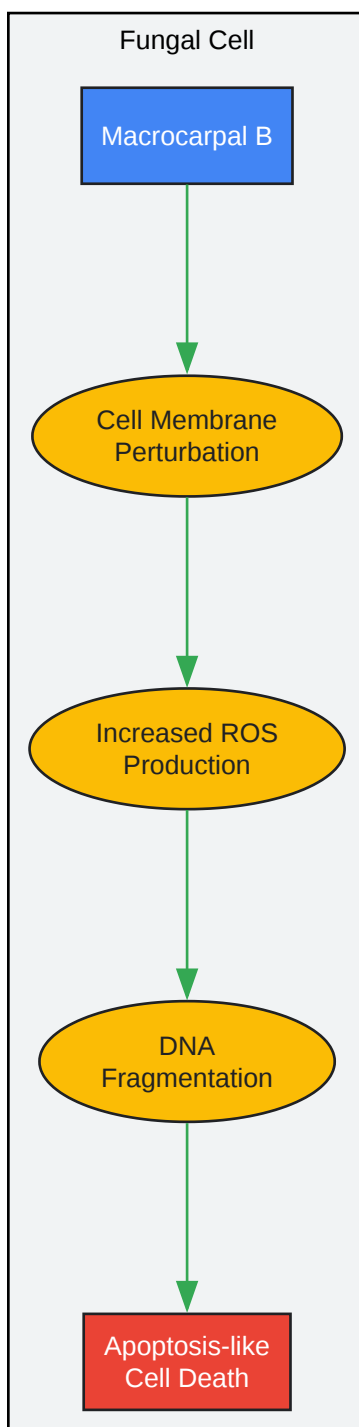 Fungal Cell
Macrocarpal B
Cell Membrane
Perturbation
Increased ROS
Production
DNA
Fragmentation
Apoptosis-like
Cell Death